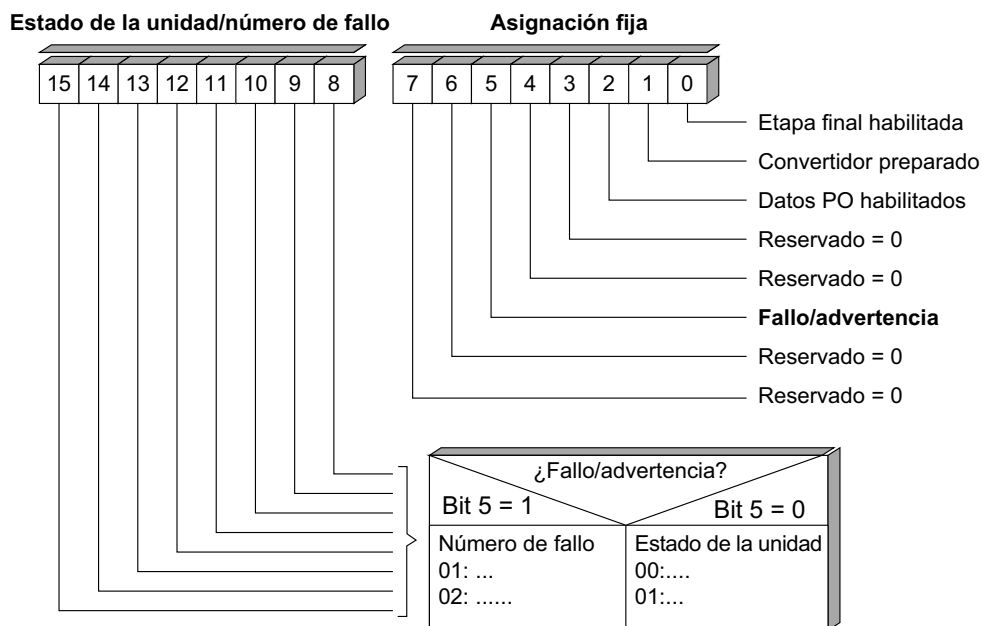 Estado de la unidad/número de fallo
Asignación fija
15 14 13 12 11 10 9 8
7 6 5 4 3 2 1 0
Etapa final habilitada
Convertidor preparado
Datos PO habilitados
Reservado = 0
Reservado = 0
Fallo/advertencia
Reservado = 0
Reservado = 0
¿Fallo/advertencia?
Bit 5 = 1
Bit 5 = 0
Número de fallo
01: ...
02: ......
Estado de la unidad
00:....
01:...